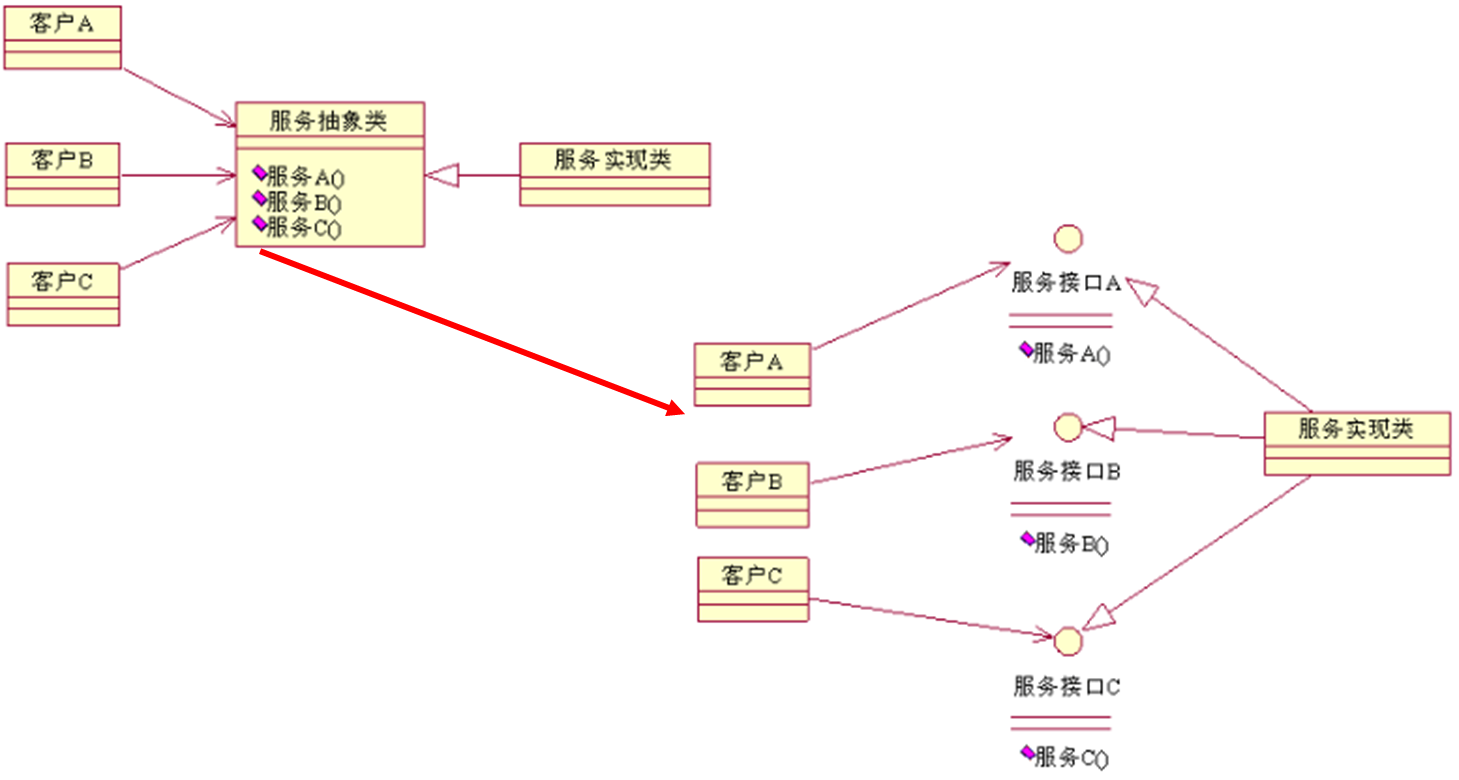 客户A
服务抽象类
客户B
服务A()
服务B()
服务C()
服务实现类
客户C
服务接口A
服务A()
客户A
服务接口B
服务B()
客户B
服务实现类
客户C
服务接口C
服务C()